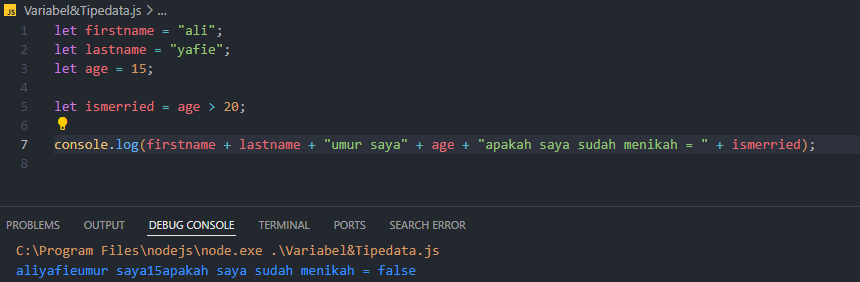 JS Variabel&Tipedata.js > ...
1 let firstname = "ali";
2 let lastname = "yafie";
3 let age = 15;
4
5 let ismerried = age > 20;
6
7 console.log(firstname + lastname + "umur saya" + age + "apakah saya sudah menikah = " + ismerried);
8
PROBLEMS OUTPUT DEBUG CONSOLE TERMINAL PORTS SEARCH ERROR
C:\Program Files\nodejs\node.exe .\Variabel&Tipedata.js
aliyafieumur saya15apakah saya sudah menikah = false